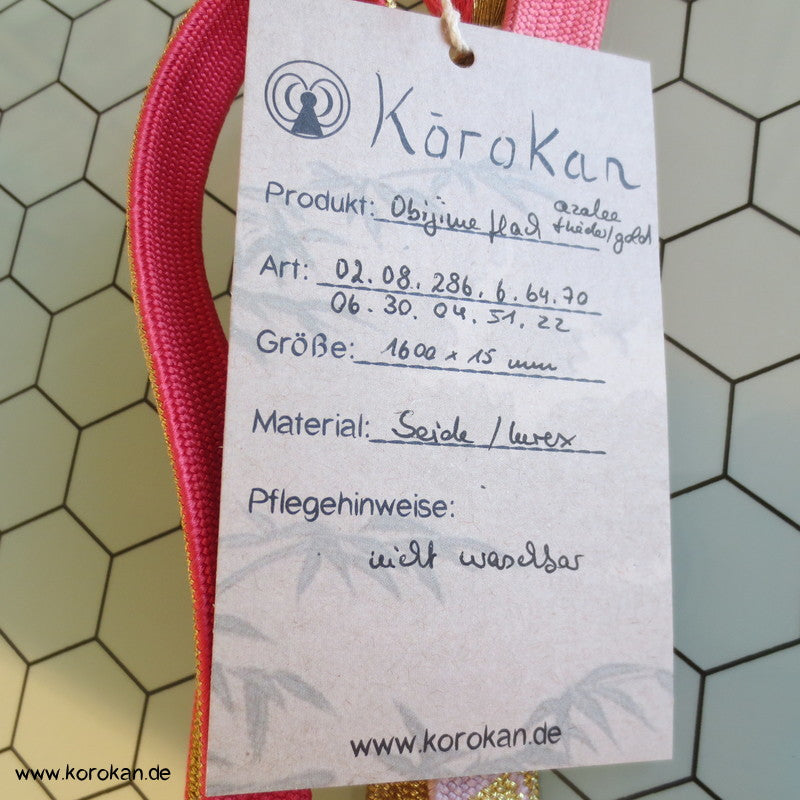 Kōrokan
Produkt: Obijime flach azalee
flieder/gold
Art: 02.08.286.6.64.70
06.30.04.51.22
Größe: 1600 x 15 mm
Material: Seide / Lurex
Pflegehinweise:
nicht waschbar
www.korokan.de
www.korokan.de